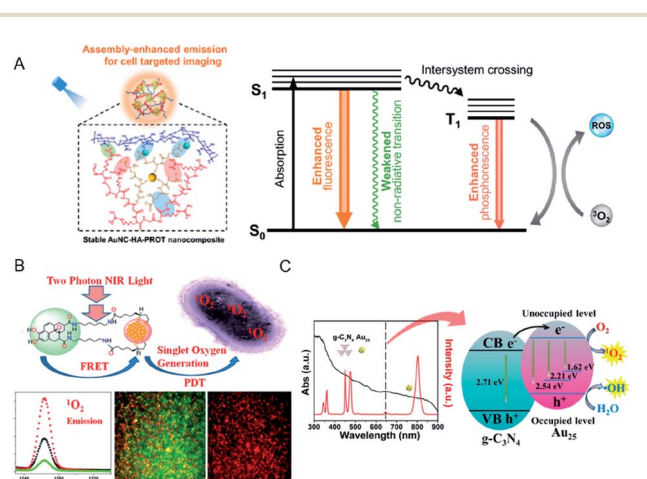 A
Assembly-enhanced emission
for cell targeted imaging
Stable AuNC-HA-PROT nanocomposite
S1
Intersystem crossing
T1
Absorption
Enhanced
fluorescence
Weakened
non-radiative transition
Enhanced
phosphorescence
ROS
³O₂
S0
B
Two Photon NIR Light
FRET
Singlet Oxygen
Generation
PDT
¹O₂
¹O₂
¹O₂
¹O₂
Emission
C
g-C₃N₄ Au₂₅
Abs (a.u.)
Intensity (a.u.)
300 400 500 600 700 800 900
Wavelength (nm)
Unoccupied level
CB e⁻
e⁻
O₂
¹O₂
2.71 eV
1.62 eV
2.21 eV
2.54 eV
•OH
h⁺
H₂O
VB h⁺
Occupied level
g-C₃N₄
Au₂₅